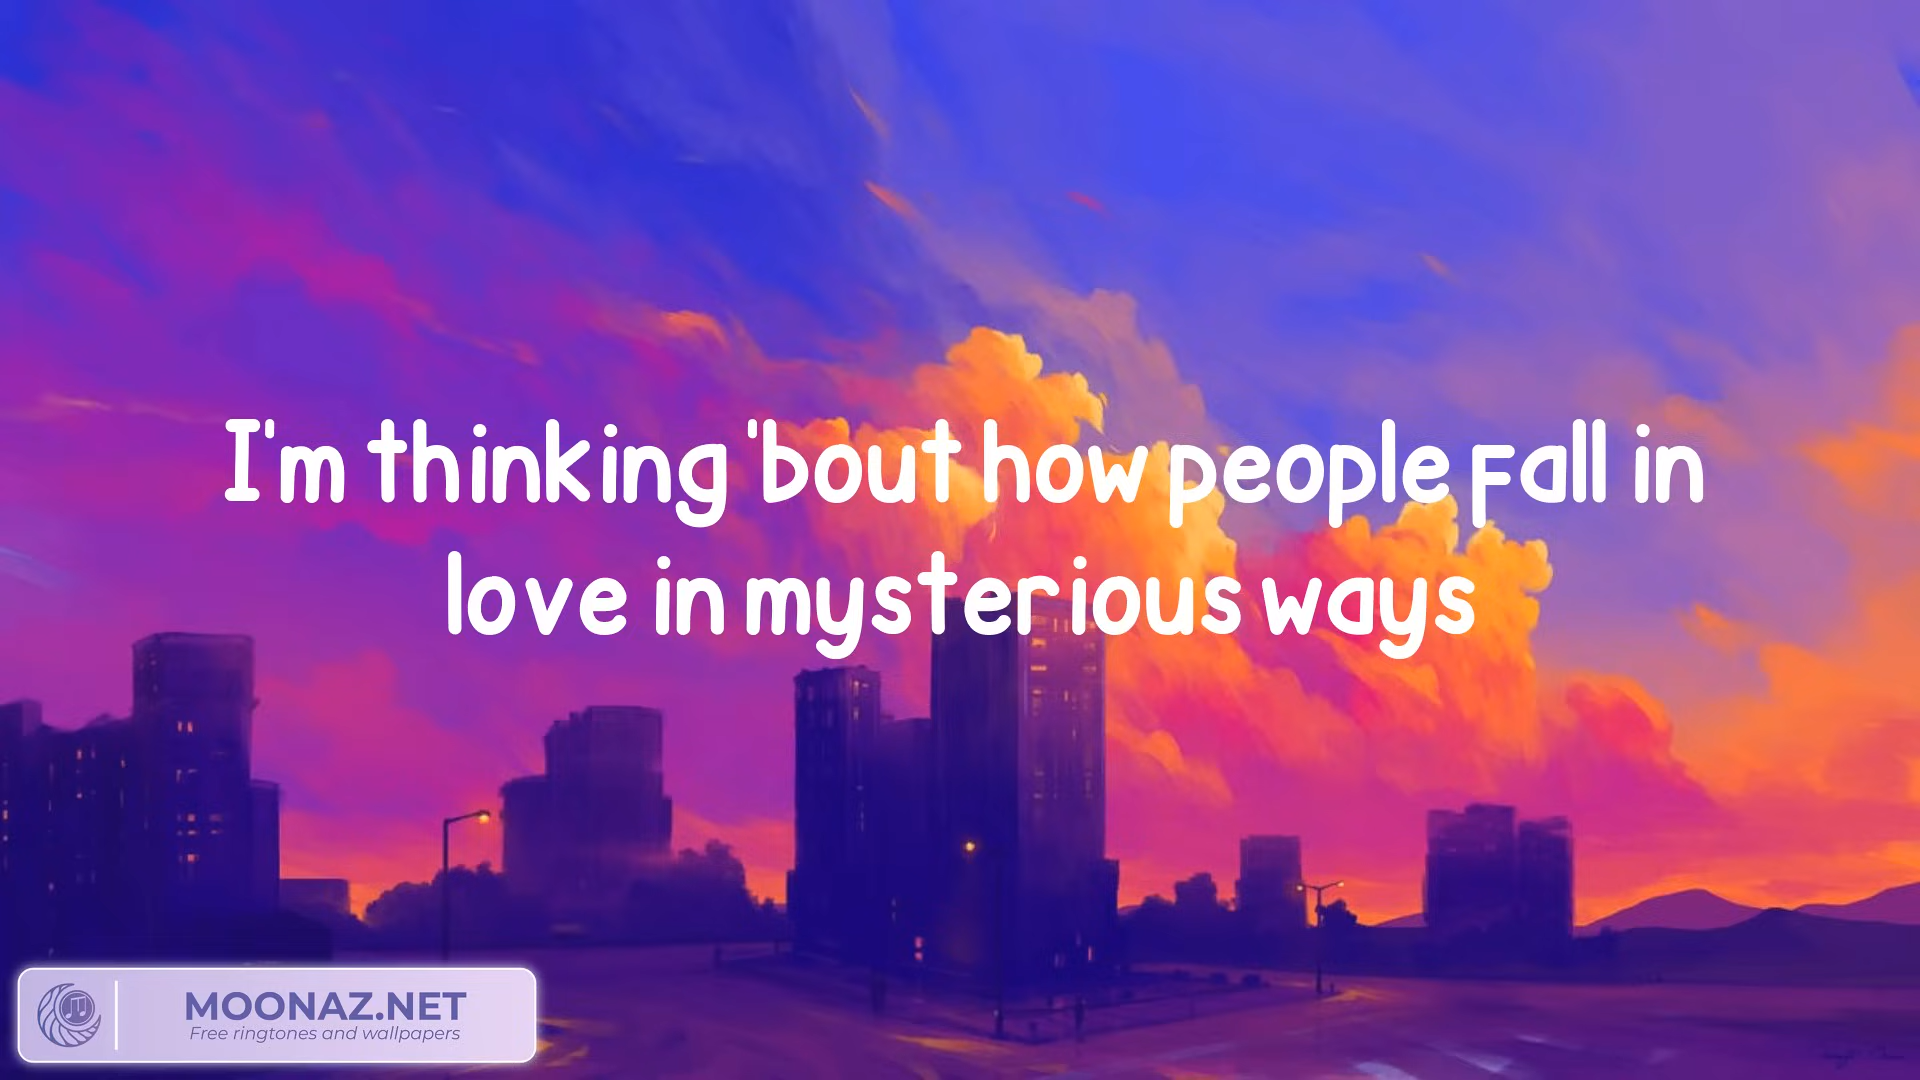 I'm thinking 'bout how people fall in
love in mysterious ways
MOONAZ.NET
Free ringtones and wallpapers